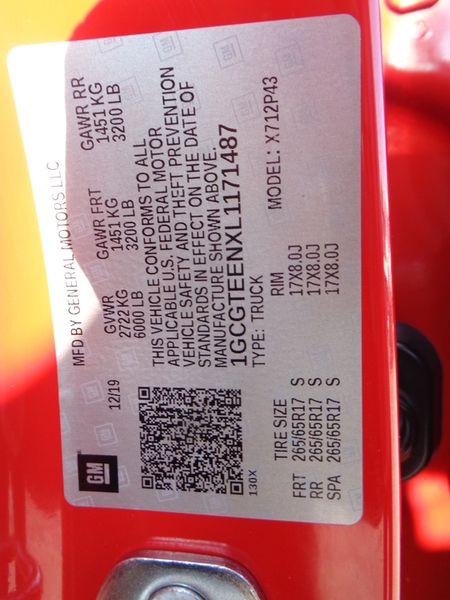 GM
MFD BY GENERAL MOTORS LLC
12/19
GVWR
2722 KG
6000 LB
GAWR FRT
1451 KG
3200 LB
GAWR RR
1451 KG
3200 LB
THIS VEHICLE CONFORMS TO ALL
APPLICABLE U.S. FEDERAL MOTOR
VEHICLE SAFETY AND THEFT PREVENTION
STANDARDS IN EFFECT ON THE DATE OF
MANUFACTURE SHOWN ABOVE.
1GCGTEENXL1171487
TYPE: TRUCK
MODEL: X712P43
130X
TIRE SIZE RIM
FRT 265/65R17 S 17X8.0J
RR 265/65R17 S 17X8.0J
SPA 265/65R17 S 17X8.0J